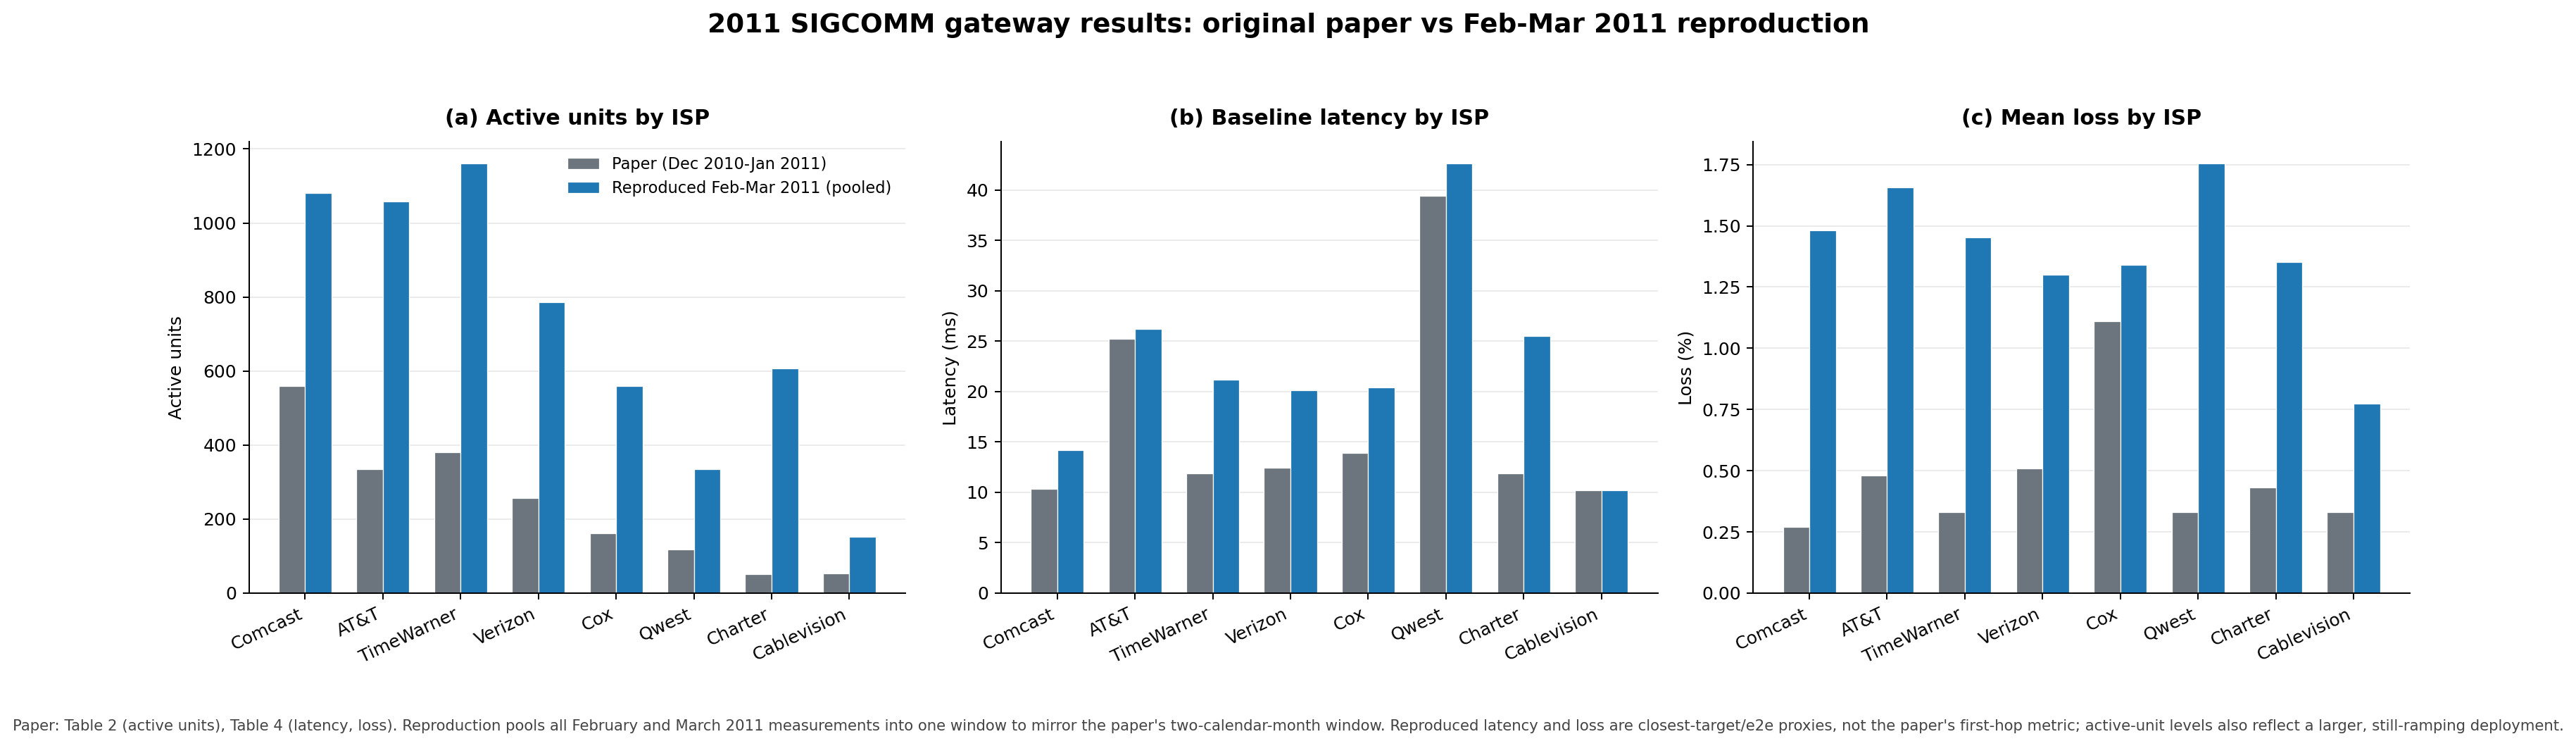 2011 SIGCOMM gateway results: original paper vs Feb-Mar 2011 reproduction
(a) Active units by ISP
Active units
1200
1000
800
600
400
200
0
Paper (Dec 2010-Jan 2011)
Reproduced Feb-Mar 2011 (pooled)
Comcast
AT&T
TimeWarner
Verizon
Cox
Qwest
Charter
Cablevision
(b) Baseline latency by ISP
Latency (ms)
40
35
30
25
20
15
10
5
0
Comcast
AT&T
TimeWarner
Verizon
Cox
Qwest
Charter
Cablevision
(c) Mean loss by ISP
Loss (%)
1.75
1.50
1.25
1.00
0.75
0.50
0.25
0.00
Comcast
AT&T
TimeWarner
Verizon
Cox
Qwest
Charter
Cablevision
Paper: Table 2 (active units), Table 4 (latency, loss). Reproduction pools all February and March 2011 measurements into one window to mirror the paper's two-calendar-month window. Reproduced latency and loss are closest-target/e2e proxies, not the paper's first-hop metric; active-unit levels also reflect a larger, still-ramping deployment.